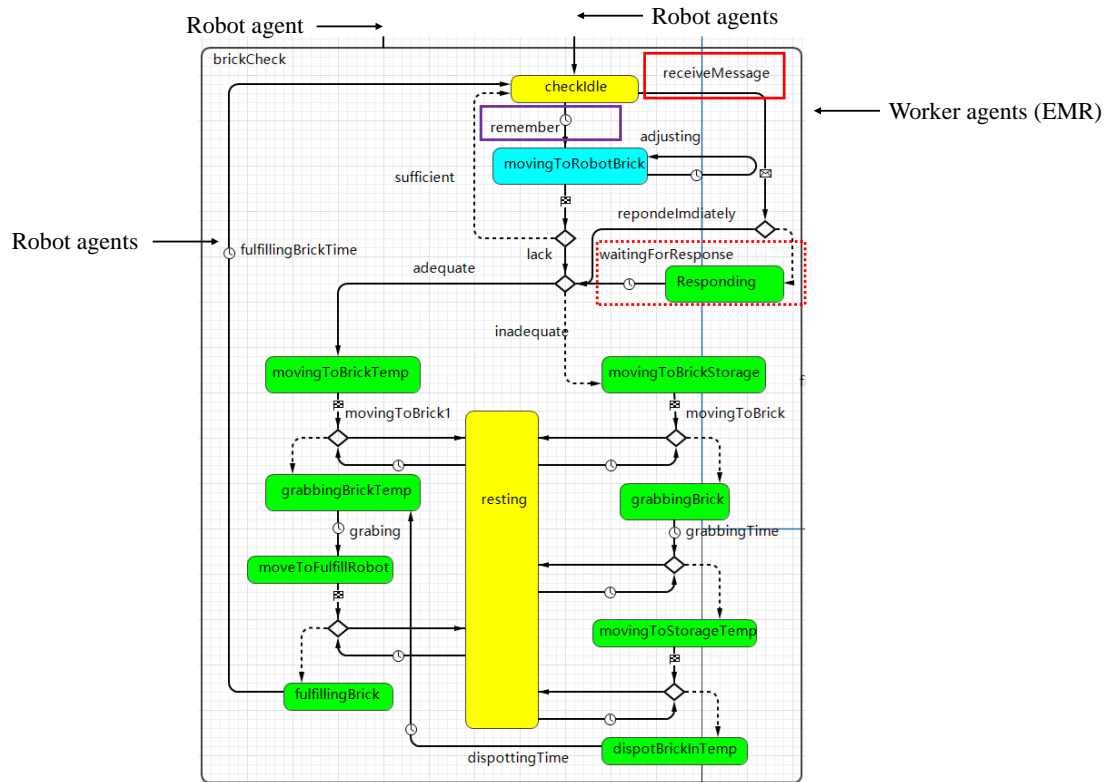 Robot agent
Robot agents
brickCheck
receiveMessage
checkIdle
Worker agents (EMR)
remember
adjusting
movingToRobotBrick
sufficient
repondeImdiately
Robot agents
fulfillingBrickTime
lack
waitingForResponse
adequate
Responding
inadequate
movingToBrickTemp
movingToBrickStorage
movingToBrick1
movingToBrick
grabbingBrickTemp
resting
grabbingBrick
grabing
grabbingTime
moveToFulfillRobot
movingToStorageTemp
fulfillingBrick
dispotBrickInTemp
dispottingTime